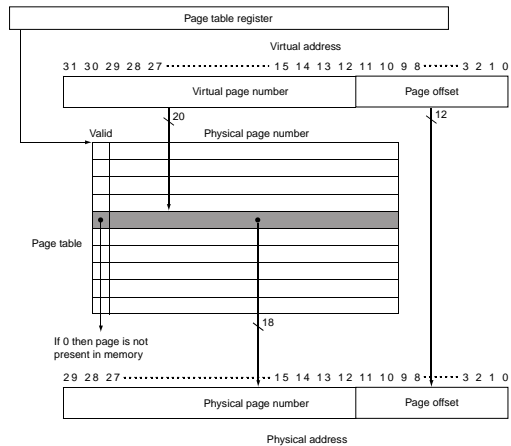 Page table register
Virtual address
31 30 29 28 27 ··················· 15 14 13 12 11 10 9 8 ······ 3 2 1 0
Virtual page number Page offset
20 12
Valid Physical page number
Page table
18
If 0 then page is not
present in memory
29 28 27 ························ 15 14 13 12 11 10 9 8 ······ 3 2 1 0
Physical page number Page offset
Physical address